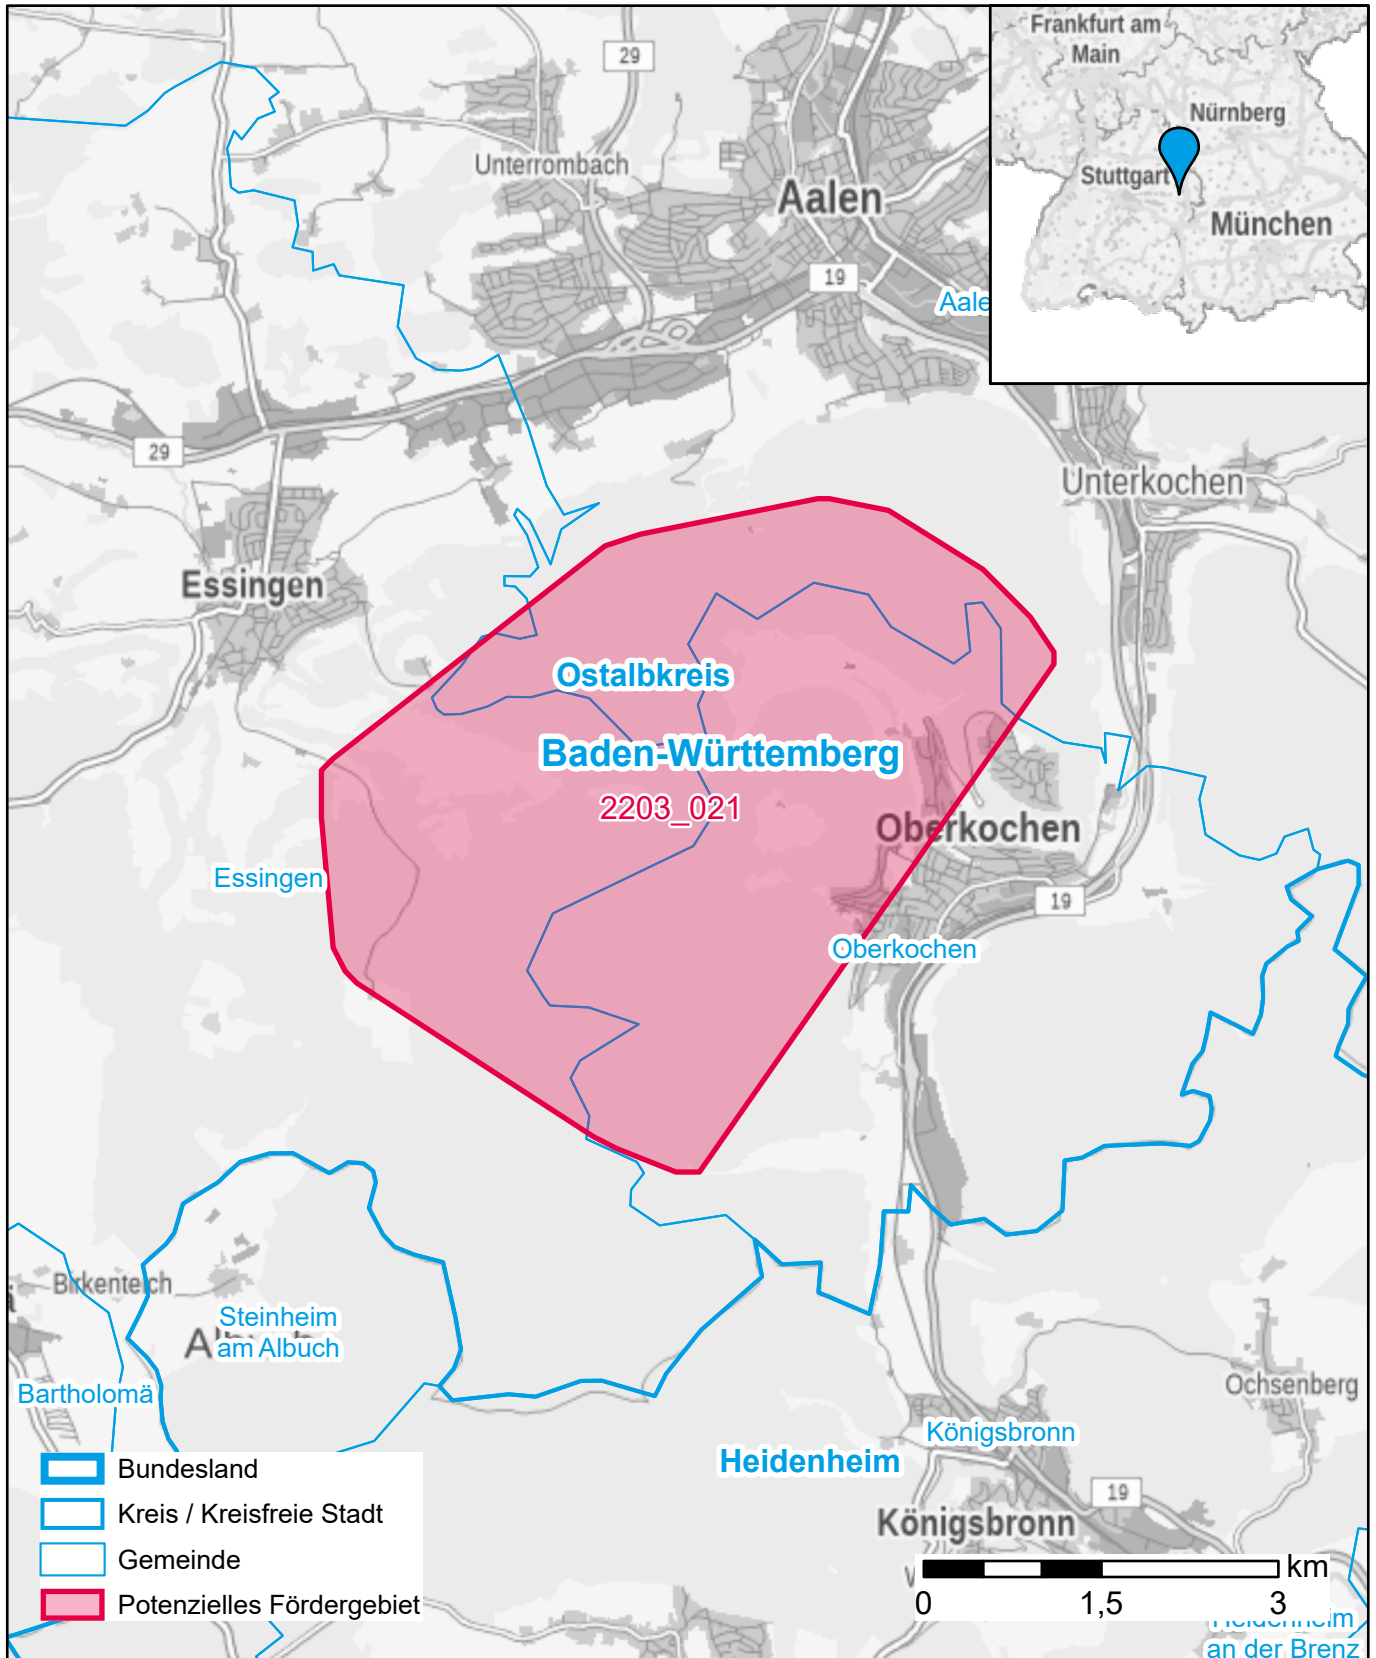 Frankfurt am
Main
Nürnberg
Stuttgart
München
29
Unterrombach
Aalen
19
Aale
29
Unterkochen
Essingen
Ostalbkreis
Baden-Württemberg
2203_021
Oberkochen
Essingen
19
Oberkochen
Birkenteich
Steinheim
am Albuch
Bartholomä
Ochsenberg
Königsbronn
Heidenheim
19
Königsbronn
Bundesland
Kreis / Kreisfreie Stadt
Gemeinde
Potenzielles Fördergebiet
km
0 1,5 3
Heidenheim
an der Brenz